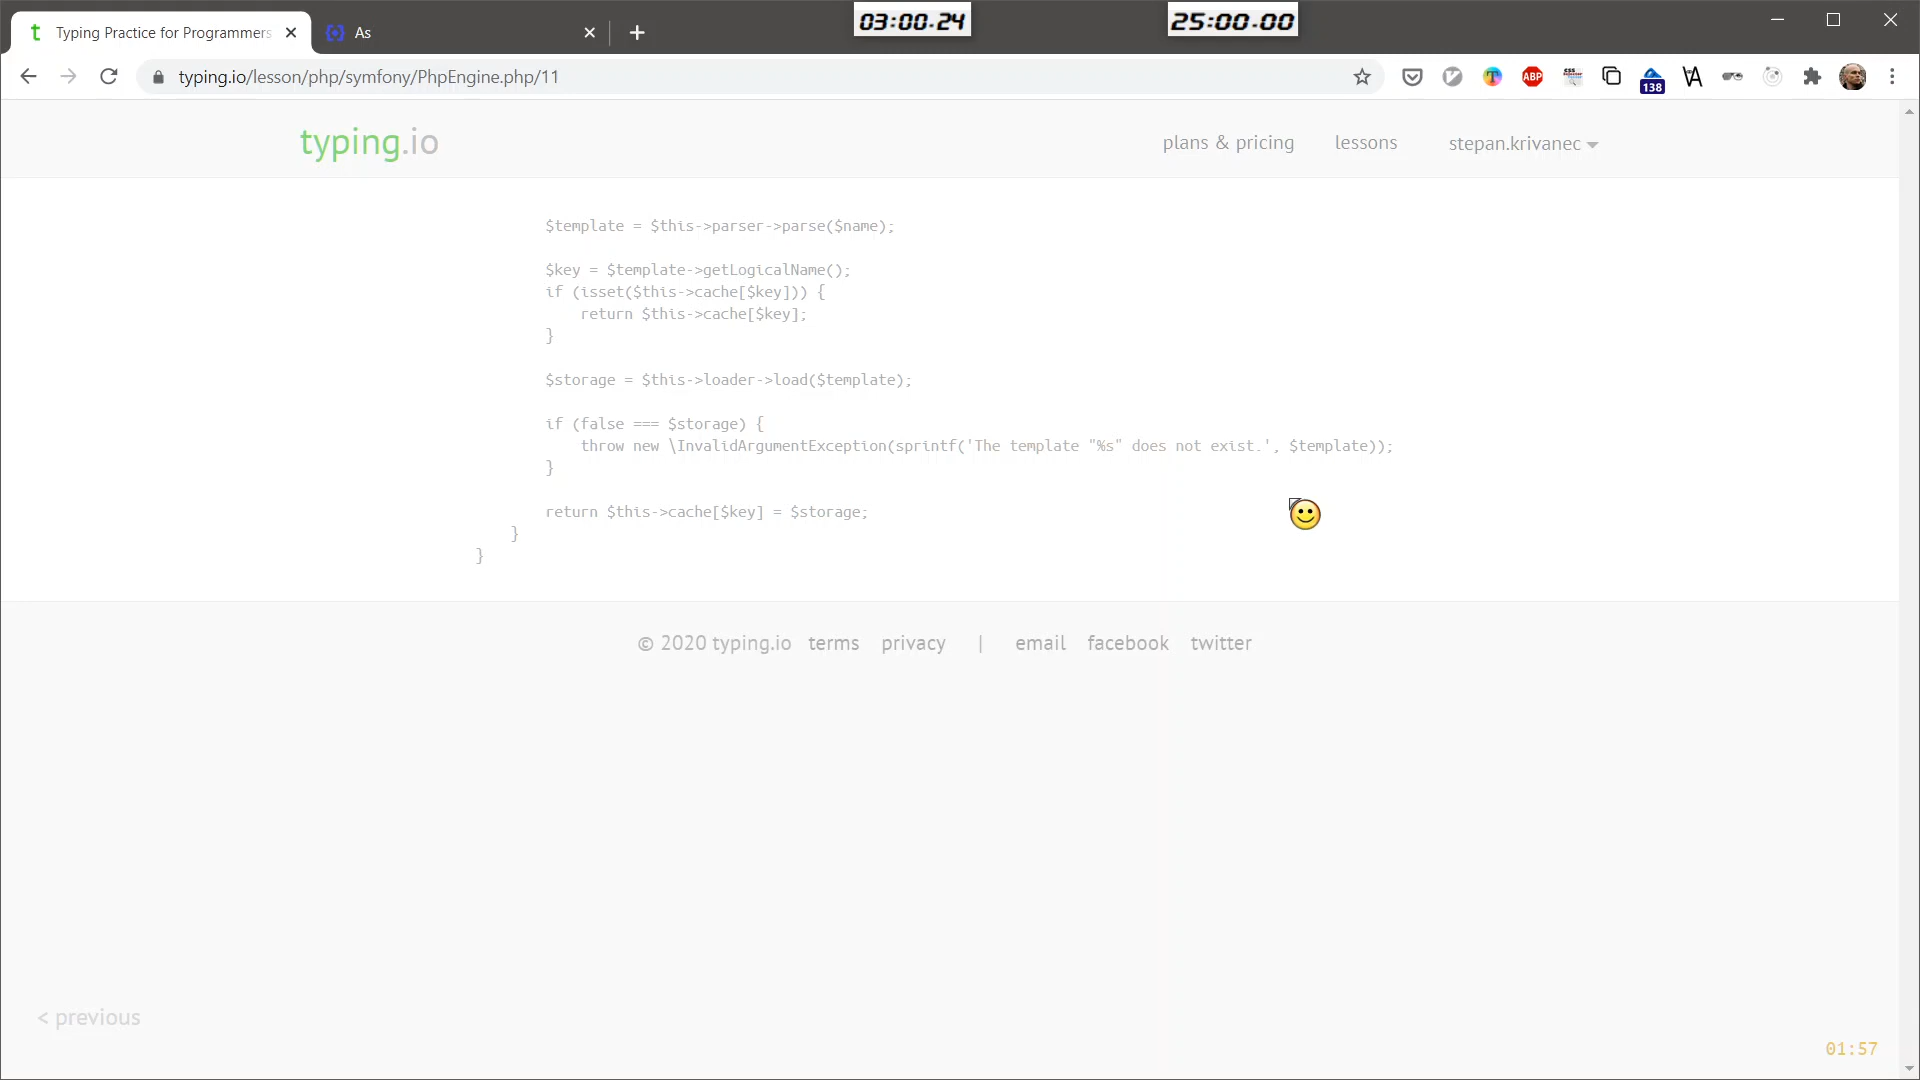 Typing Practice for Programmers
As
03:00.24
25:00.00
typing.io/lesson/php/symfony/PhpEngine.php/11
ABP
138
typing.io
plans & pricing
lessons
stepan.krivanec
$template = $this->parser->parse($name);
$key = $template->getLogicalName();
if (isset($this->cache[$key])) {
return $this->cache[$key];
}
$storage = $this->loader->load($template);
if (false === $storage) {
throw new \InvalidArgumentException(sprintf('The template "%s" does not exist.', $template));
}
return $this->cache[$key] = $storage;
}
}
© 2020 typing.io terms privacy | email facebook twitter
< previous
01:57